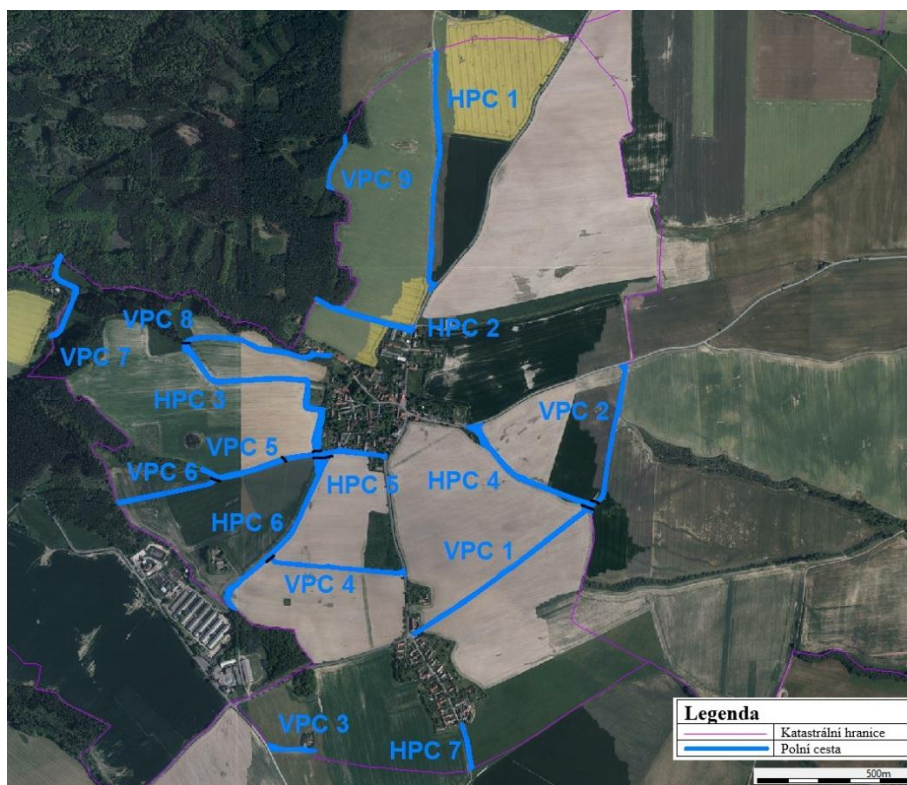 HPC 1
VPC 9
HPC 2
VPC 8
VPC 7
HPC 3
VPC 2
VPC 5
VPC 6
HPC 5
HPC 4
HPC 6
VPC 1
VPC 4
VPC 3
HPC 7
Legenda
Katastrální hranice
Polní cesta
500m